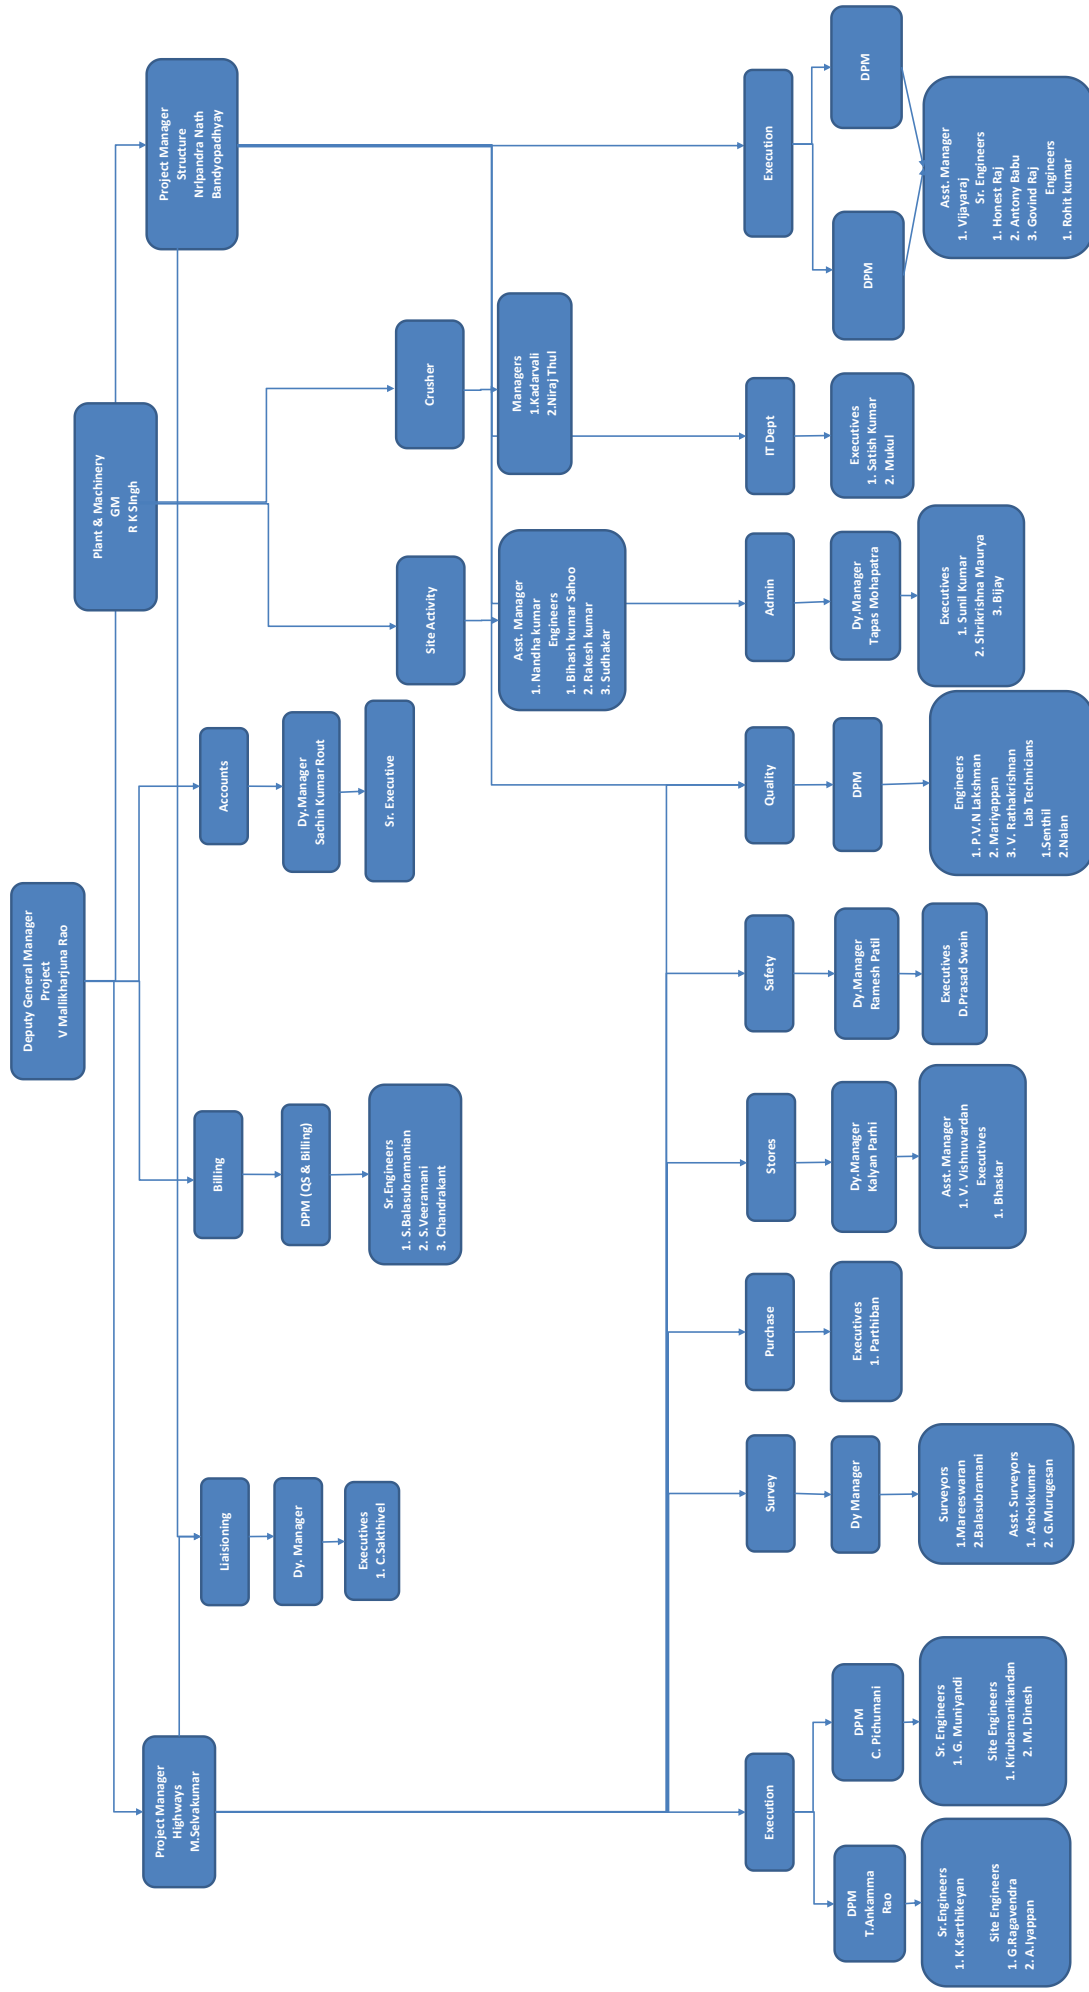 Deputy General Manager
Project
V Mallikharjuna Rao
Plant & Machinery
GM
R K SIngh
Project Manager
Highways
M.Selvakumar
Project Manager
Structure
Nripandra Nath
Bandyopadhyay
Liaisioning
Billing
Accounts
Dy. Manager
DPM (QS & Billing)
Dy.Manager
Sachin Kumar Rout
Executives
1. C.Sakthivel
Sr.Engineers
1. S.Balasubramanian
2. S.Veeramani
3. Chandrakant
Sr. Executive
Site Activity
Crusher
Asst. Manager
1. Nandha kumar
Engineers
1. Bihash kumar Sahoo
2. Rakesh kumar
3. Sudhakar
Managers
1.Kadarvali
2.Niraj Thul
Execution
Survey
Purchase
Stores
Safety
Quality
Admin
IT Dept
Execution
DPM
T.Ankamma
Rao
DPM
C. Pichumani
Dy Manager
Executives
1. Parthiban
Dy.Manager
Kalyan Parhi
Dy.Manager
Ramesh Patil
DPM
Dy.Manager
Tapas Mohapatra
Executives
1. Satish Kumar
2. Mukul
DPM
DPM
Sr.Engineers
1. K.Karthikeyan
Site Engineers
1. G.Ragavendra
2. A.Iyappan
Sr. Engineers
1. G. Muniyandi
Site Engineers
1. Kirubamanikandan
2. M. Dinesh
Surveyors
1.Mareeswaran
2.Balasubramani
Asst. Surveyors
1. Ashokkumar
2. G.Murugesan
Asst. Manager
1. V. Vishnuvardan
Executives
1. Bhaskar
Executives
D.Prasad Swain
Engineers
1. P.V.N Lakshman
2. Mariyappan
3. V. Rathakrishnan
Lab Technicians
1.Senthil
2.Nalan
Executives
1. Sunil Kumar
2. Shrikrishna Maurya
3. Bijay
Asst. Manager
1. Vijayaraj
Sr. Engineers
1. Honest Raj
2. Antony Babu
3. Govind Raj
Engineers
1. Rohit kumar